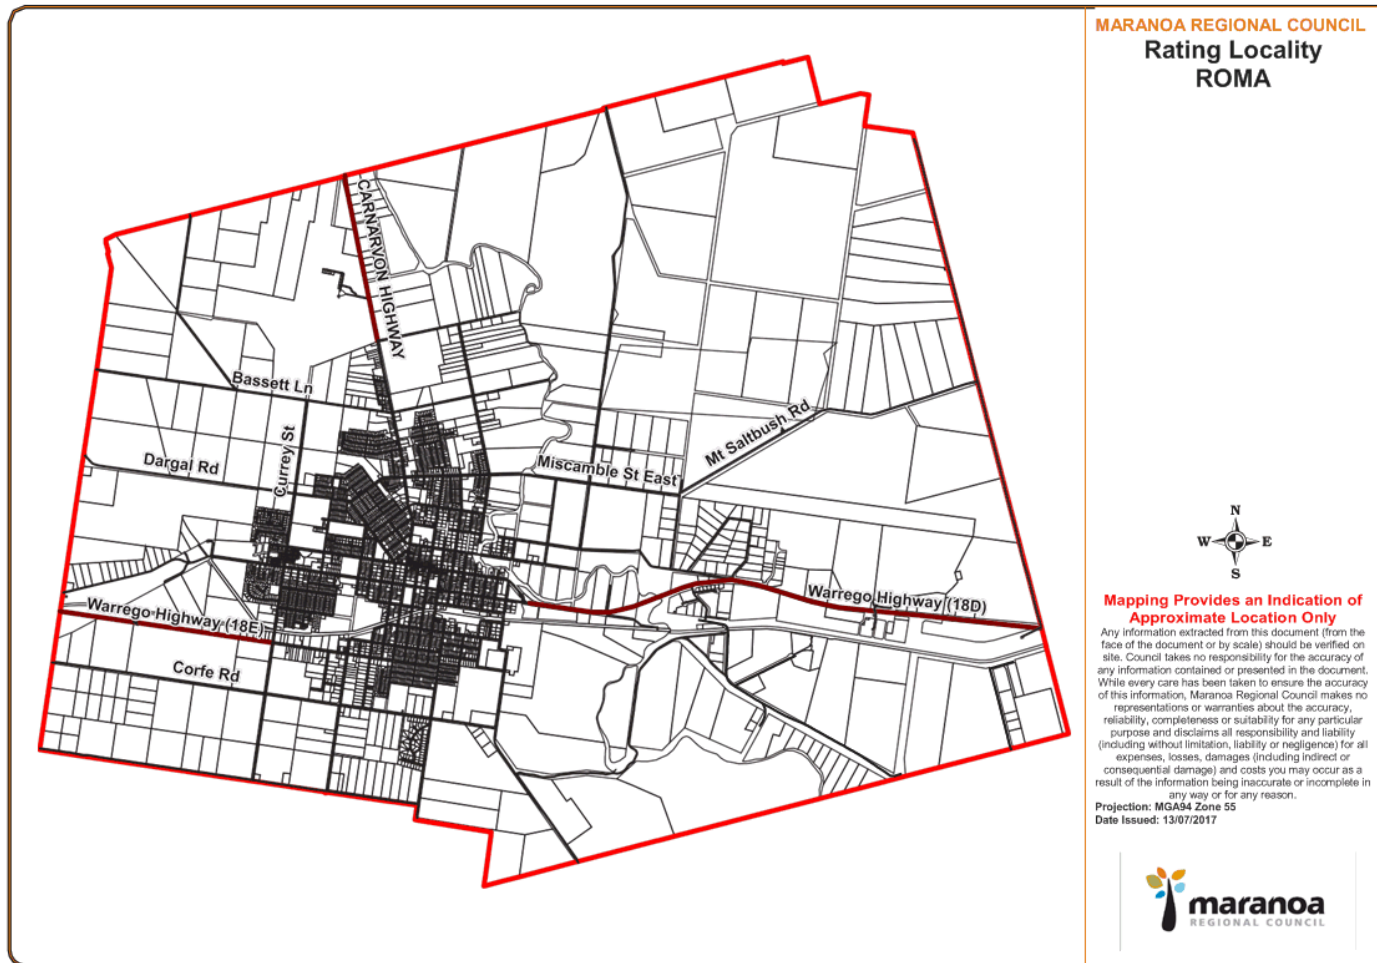 MARANOA REGIONAL COUNCIL
Rating Locality
ROMA
CARNARVON HIGHWAY
Bassett Ln
Currey St
Dargal Rd
Mt Saltbush Rd
Miscamble St East
Warrego Highway (18D)
Warrego Highway (18E)
Corfe Rd
N
W E
S
Mapping Provides an Indication of
Approximate Location Only
Any information extracted from this document (from the
face of the document or by scale) should be verified on
site. Council takes no responsibility for the accuracy of
any information contained or presented in the document.
While every care has been taken to ensure the accuracy
of this information, Maranoa Regional Council makes no
representations or warranties about the accuracy,
reliability, completeness or suitability for any particular
purpose and disclaims all responsibility and liability
(including without limitation, liability or negligence) for all
expenses, losses, damages (including indirect or
consequential damage) and costs you may occur as a
result of the information being inaccurate or incomplete in
any way or for any reason.
Projection: MGA94 Zone 55
Date Issued: 13/07/2017
maranoa
REGIONAL COUNCIL